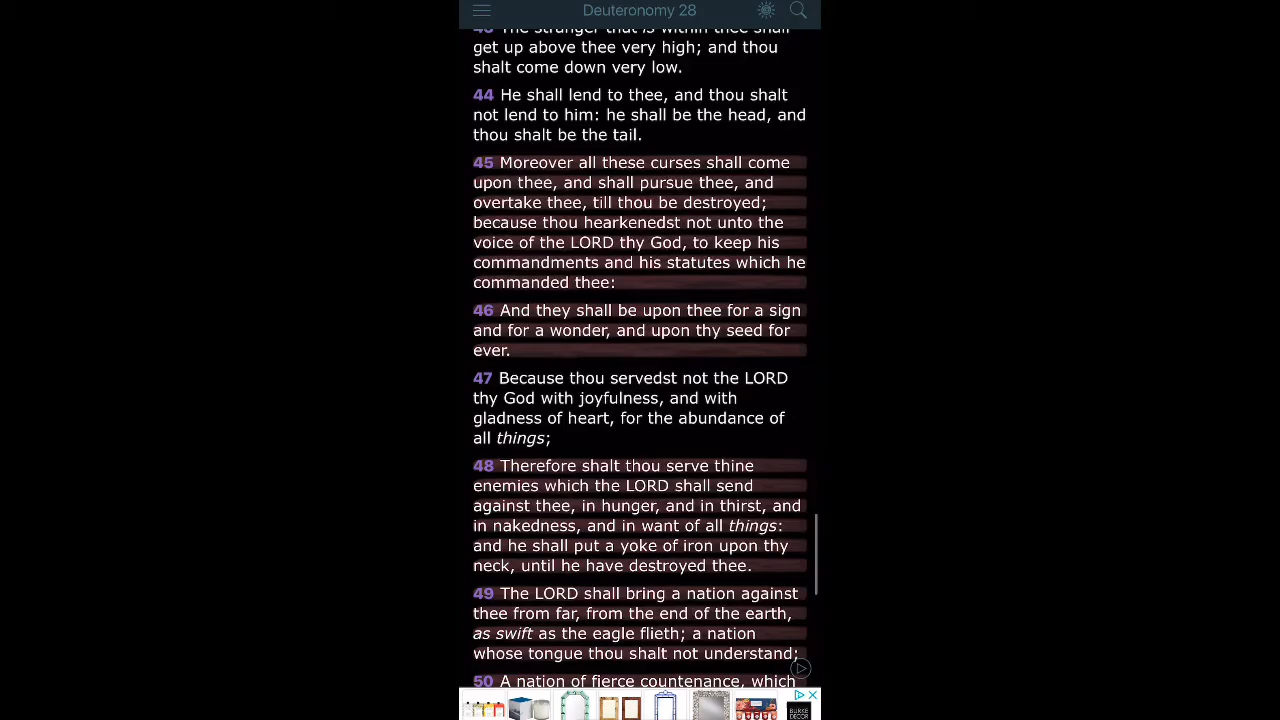 Deuteronomy 28
43 The stranger that is within thee shall
get up above thee very high; and thou
shalt come down very low.
44 He shall lend to thee, and thou shalt
not lend to him: he shall be the head, and
thou shalt be the tail.
45 Moreover all these curses shall come
upon thee, and shall pursue thee, and
overtake thee, till thou be destroyed;
because thou hearkenedst not unto the
voice of the LORD thy God, to keep his
commandments and his statutes which he
commanded thee:
46 And they shall be upon thee for a sign
and for a wonder, and upon thy seed for
ever.
47 Because thou servedst not the LORD
thy God with joyfulness, and with
gladness of heart, for the abundance of
all things;
48 Therefore shalt thou serve thine
enemies which the LORD shall send
against thee, in hunger, and in thirst, and
in nakedness, and in want of all things:
and he shall put a yoke of iron upon thy
neck, until he have destroyed thee.
49 The LORD shall bring a nation against
thee from far, from the end of the earth,
as swift as the eagle flieth; a nation
whose tongue thou shalt not understand;
50 A nation of fierce countenance, which
BURKE
DECOR